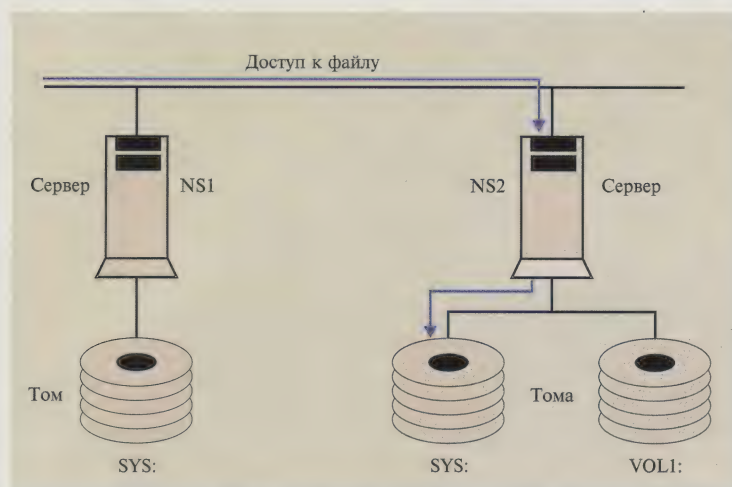 Доступ к файлу
Сервер NS1
NS2 Сервер
Том
Тома
SYS:
SYS:
VOL1: